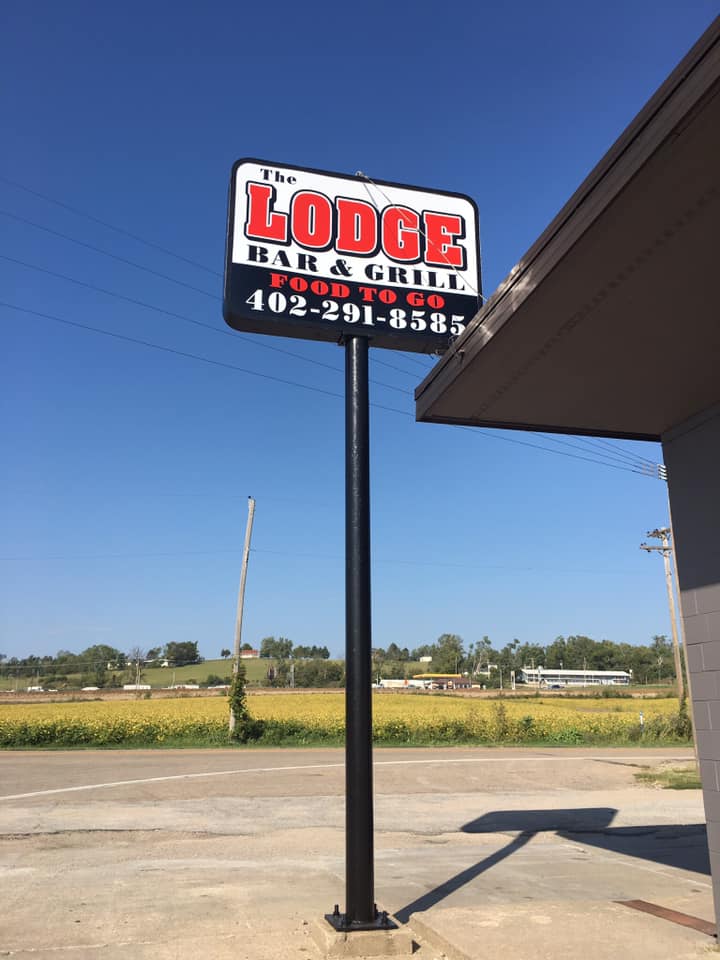 The
LODGE
BAR & GRILL
FOOD TO GO
402-291-8585